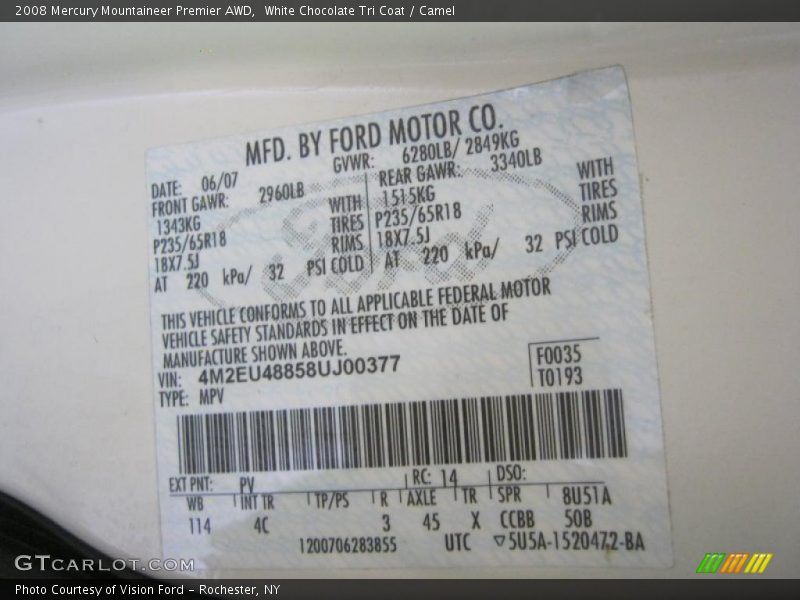 2008 Mercury Mountaineer Premier AWD, White Chocolate Tri Coat / Camel
MFD. BY FORD MOTOR CO.
DATE: 06/07 GVWR: 6280LB/ 2849KG
FRONT GAWR: 2960LB REAR GAWR: 3340LB
1343KG WITH 1515KG WITH
P235/65R18 TIRES P235/65R18 TIRES
18X7.5J RIMS 18X7.5J RIMS
AT 220 kPa/ 32 PSI COLD AT 220 kPa/ 32 PSI COLD
Ford
THIS VEHICLE CONFORMS TO ALL APPLICABLE FEDERAL MOTOR
VEHICLE SAFETY STANDARDS IN EFFECT ON THE DATE OF
MANUFACTURE SHOWN ABOVE.
VIN: 4M2EU48858UJ00377 F0035
TYPE: MPV T0193
EXT PNT: PV RC: 14 DSO:
WB INT TR TP/PS R AXLE TR SPR 8U51A
114 4C 3 45 X CCBB 50B
1200706283855 UTC ▽5U5A-1520472-BA
GTCARLOT.COM
Photo Courtesy of Vision Ford – Rochester, NY